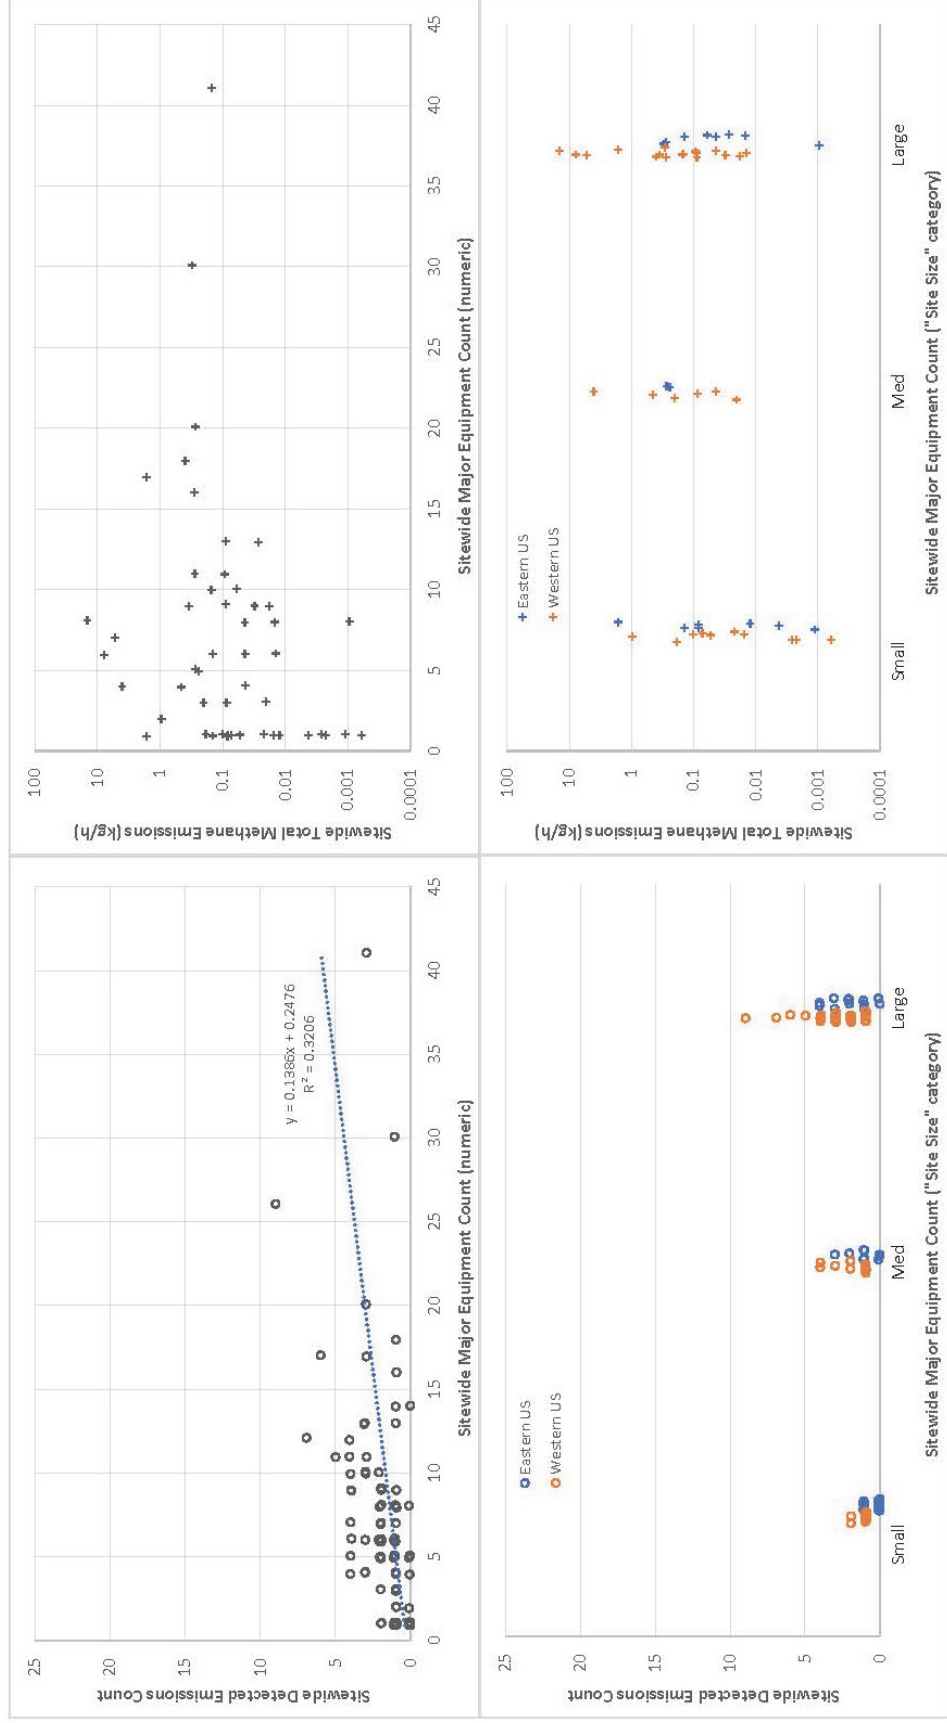 25
20
15
10
5
0
Sitewide Detected Emissions Count
0
5
10
15
20
25
30
35
40
45
Sitewide Major Equipment Count (numeric)
y = 0.1386x + 0.2476
R² = 0.3206
100
10
1
0.1
0.01
0.001
0.0001
Sitewide Total Methane Emissions (kg/h)
0
5
10
15
20
25
30
35
40
45
Sitewide Major Equipment Count (numeric)
25
20
15
10
5
0
Sitewide Detected Emissions Count
Eastern US
Western US
Small
Med
Large
Sitewide Major Equipment Count ("Site Size" category)
100
10
1
0.1
0.01
0.001
0.0001
Sitewide Total Methane Emissions (kg/h)
Eastern US
Western US
Small
Med
Large
Sitewide Major Equipment Count ("Site Size" category)